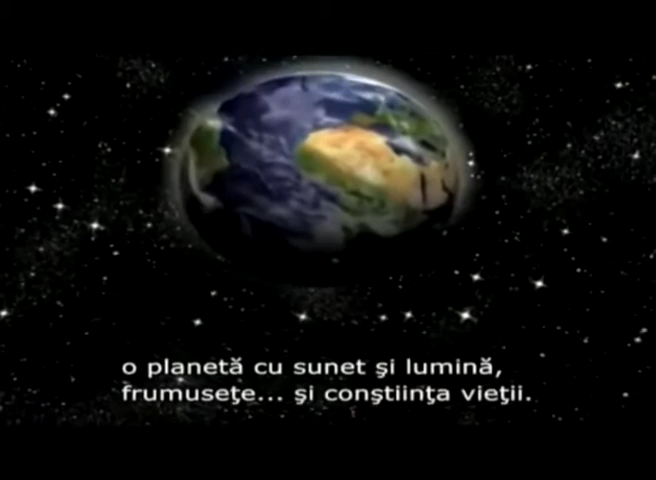 o planetă cu sunet şi lumină,
frumuseţe... şi conştiinţa vieţii.